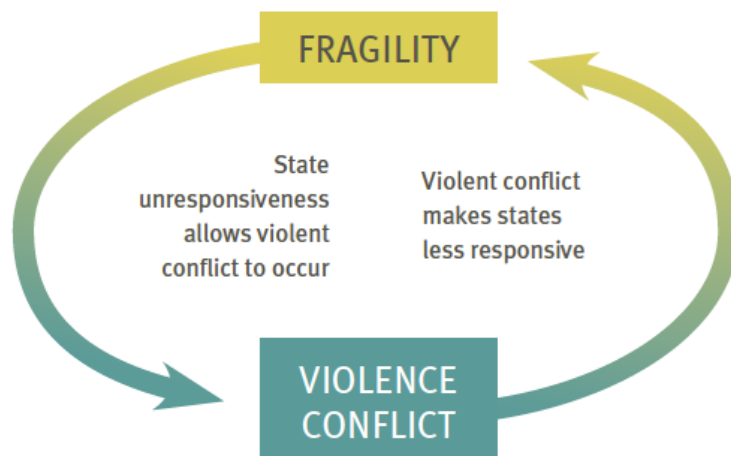 FRAGILITY
State
unresponsiveness
allows violent
conflict to occur
Violent conflict
makes states
less responsive
VIOLENCE
CONFLICT